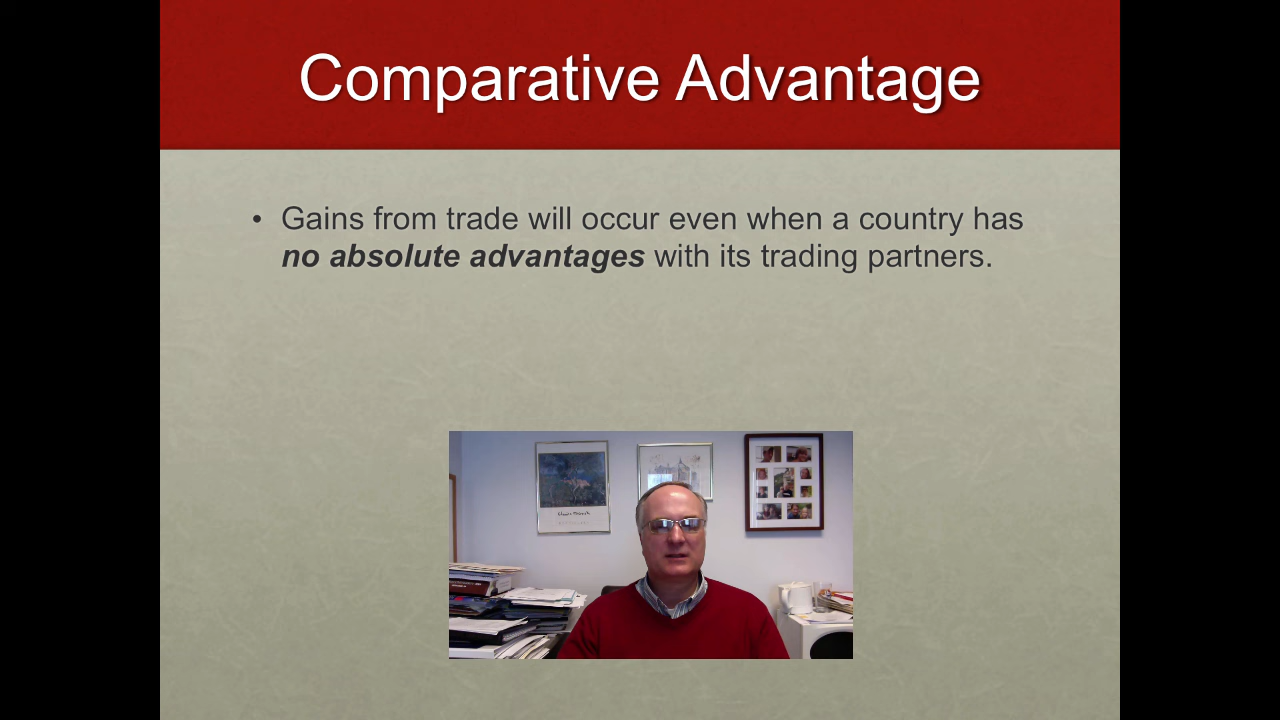 Comparative Advantage
• Gains from trade will occur even when a country has
no absolute advantages with its trading partners.